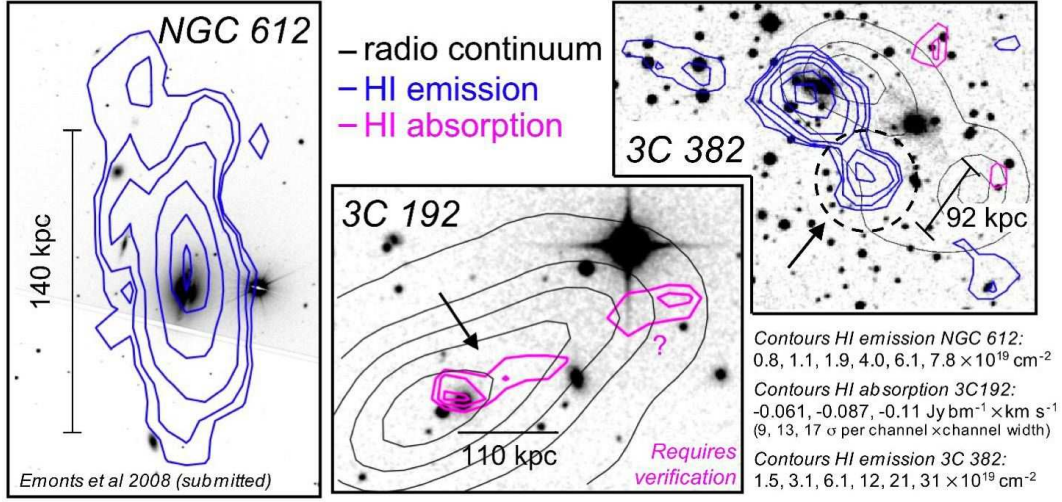 NGC 612
140 kpc
Emonts et al 2008 (submitted)
– radio continuum
– HI emission
– HI absorption
3C 192
?
110 kpc
Requires
verification
3C 382
92 kpc
Contours HI emission NGC 612:
0.8, 1.1, 1.9, 4.0, 6.1, 7.8 × 10¹⁹ cm⁻²
Contours HI absorption 3C192:
-0.061, -0.087, -0.11 Jy bm⁻¹ × km s⁻¹
(9, 13, 17 σ per channel × channel width)
Contours HI emission 3C 382:
1.5, 3.1, 6.1, 12, 21, 31 × 10¹⁹ cm⁻²